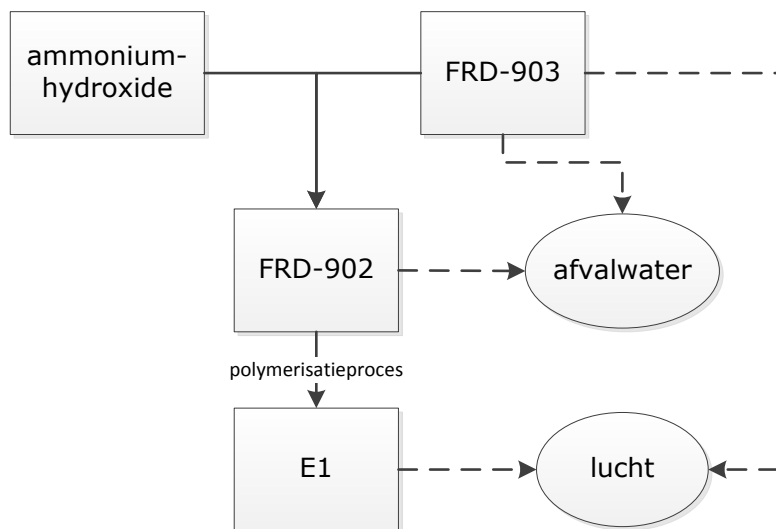 ammonium-
hydroxide
FRD-903
FRD-902
afvalwater
polymerisatieproces
E1
lucht